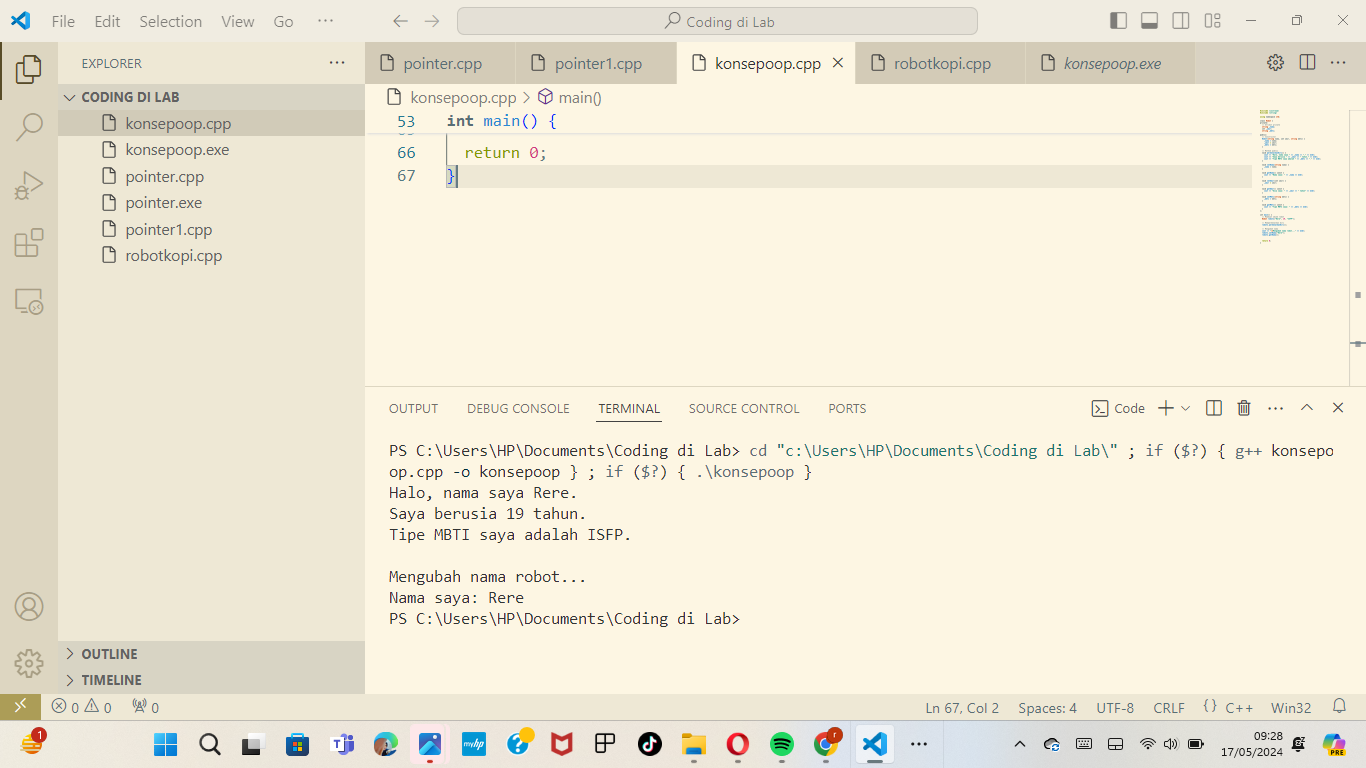 File Edit Selection View Go ··· Coding di Lab
EXPLORER ···
CODING DI LAB
konsepoop.cpp
konsepoop.exe
pointer.cpp
pointer.exe
pointer1.cpp
robotkopi.cpp
OUTLINE
TIMELINE
pointer.cpp pointer1.cpp konsepoop.cpp robotkopi.cpp konsepoop.exe
konsepoop.cpp > main()
53 int main() {
66 return 0;
67 }
OUTPUT DEBUG CONSOLE TERMINAL SOURCE CONTROL PORTS Code
PS C:\Users\HP\Documents\Coding di Lab> cd "c:\Users\HP\Documents\Coding di Lab\" ; if ($?) { g++ konsepo
op.cpp -o konsepoop } ; if ($?) { .\konsepoop }
Halo, nama saya Rere.
Saya berusia 19 tahun.
Tipe MBTI saya adalah ISFP.
Mengubah nama robot...
Nama saya: Rere
PS C:\Users\HP\Documents\Coding di Lab>
0 0 0 Ln 67, Col 2 Spaces: 4 UTF-8 CRLF {} C++ Win32
1 myhp r 09:28 PRE
17/05/2024